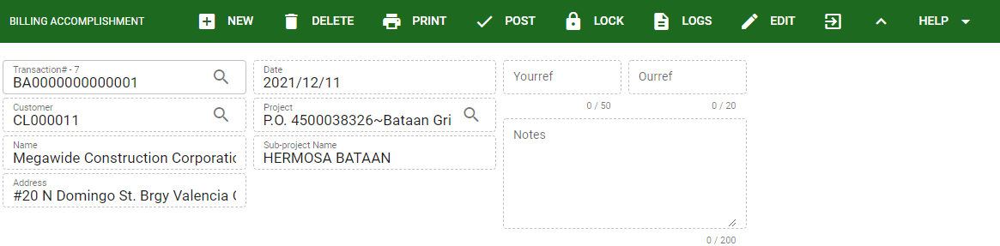 BILLING ACCOMPLISHMENT NEW DELETE PRINT POST LOCK LOGS EDIT HELP
Transaction# - 7
BA0000000000001
Date
2021/12/11
Yourref
0 / 50
Ourref
0 / 20
Customer
CL000011
Project
P.O. 4500038326~Bataan Gri
Notes
0 / 200
Name
Megawide Construction Corporatic
Sub-project Name
HERMOSA BATAAN
Address
#20 N Domingo St. Brgy Valencia